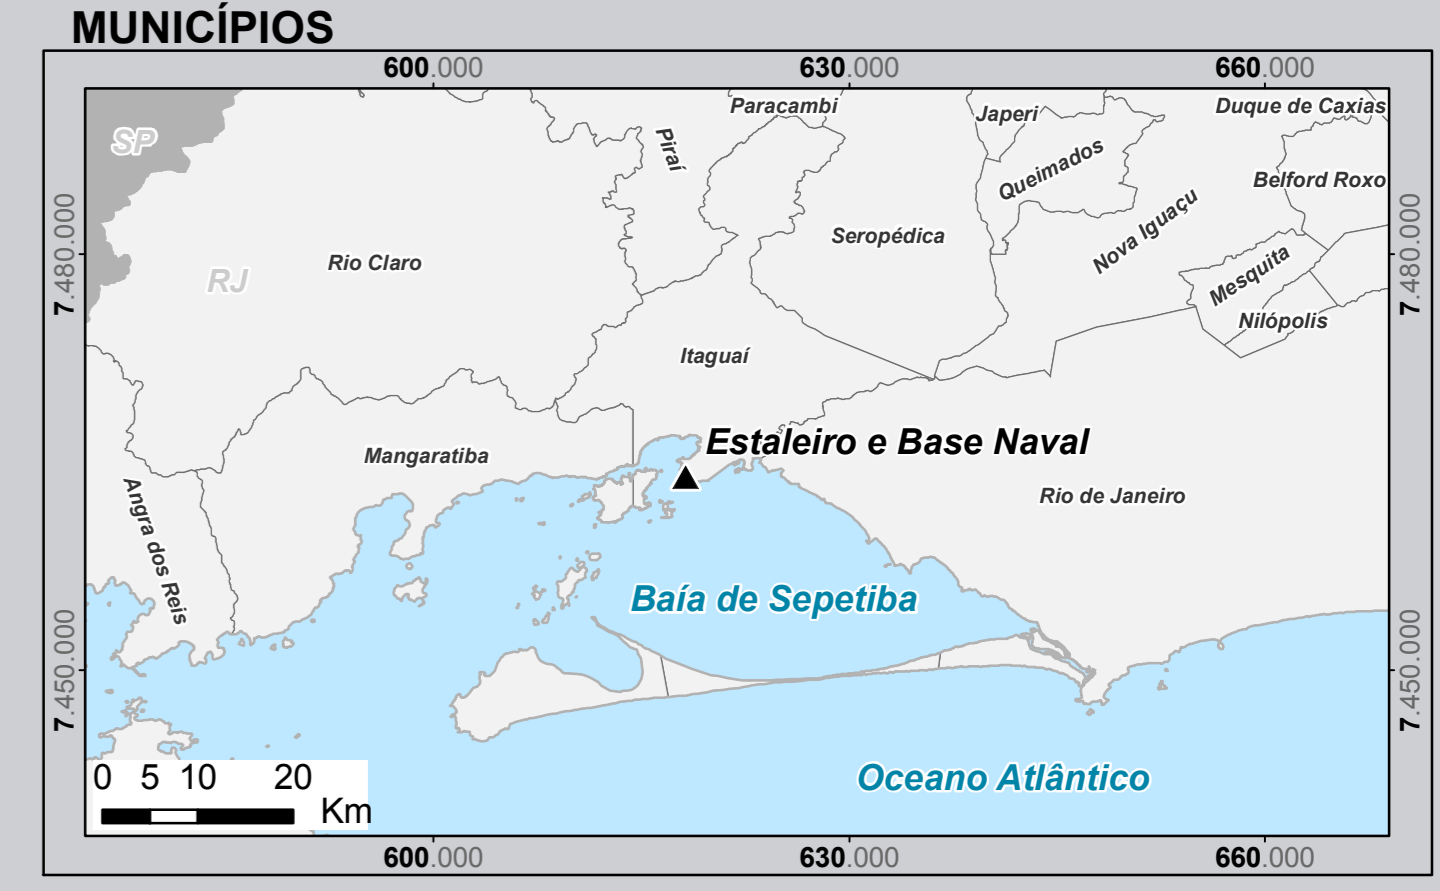 MUNICÍPIOS
600.000 630.000 660.000
Paracambi
Japeri
Duque de Caxias
SP
Piraí
Queimados
Belford Roxo
Seropédica
Nova Iguaçu
7.480.000
7.480.000
Rio Claro
RJ
Mesquita
Nilópolis
Itaguaí
Estaleiro e Base Naval
Mangaratiba
Rio de Janeiro
Angra dos Reis
Baía de Sepetiba
7.450.000
7.450.000
Oceano Atlântico
0 5 10 20
Km
600.000 630.000 660.000